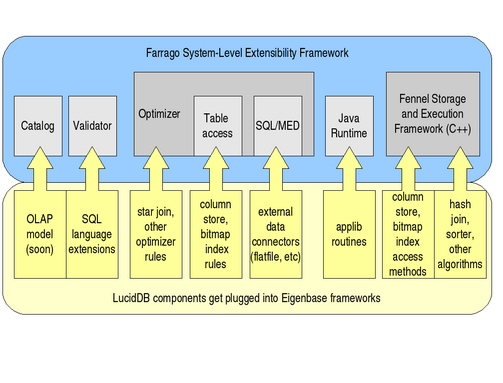 Farrago System-Level Extensibility Framework
Catalog
Validator
Optimizer
Table
access
SQL/MED
Java
Runtime
Fennel Storage
and Execution
Framework (C++)
OLAP
model
(soon)
SQL
language
extensions
star join,
other
optimizer
rules
column
store,
bitmap
index
rules
external
data
connectors
(flatfile, etc)
applib
routines
column
store,
bitmap
index
access
methods
hash
join,
sorter,
other
algorithms
LucidDB components get plugged into Eigenbase frameworks